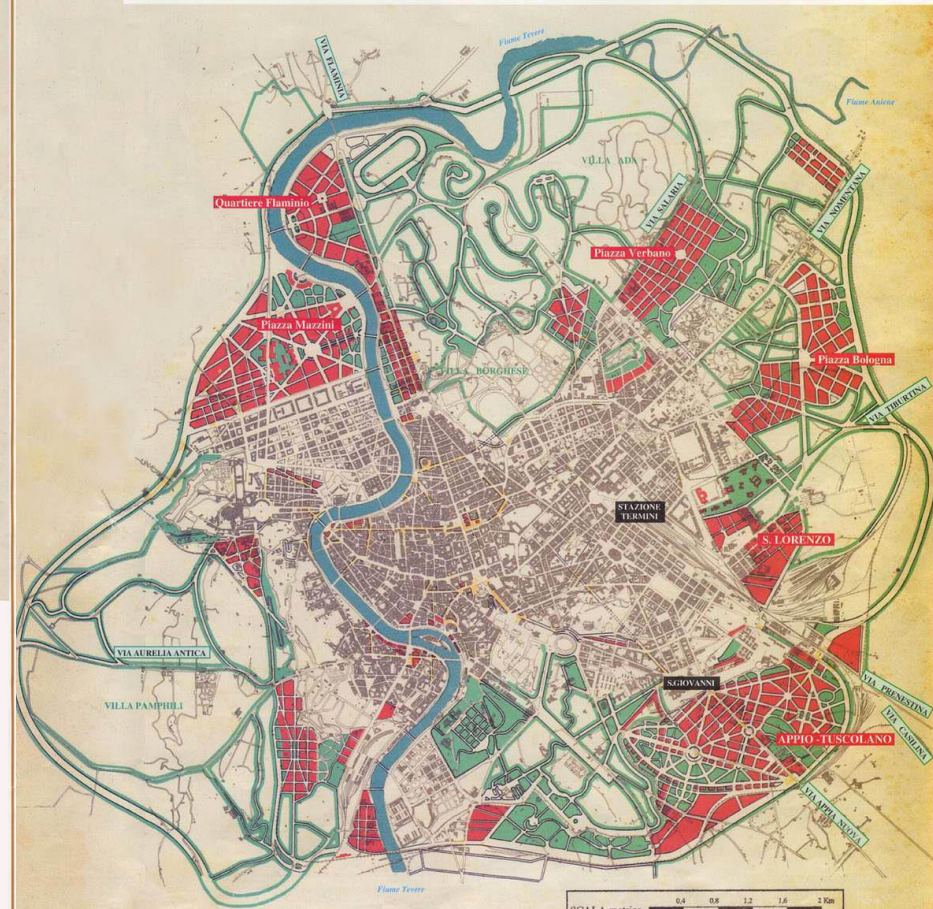 Fiume Tevere
VIA FLAMINIA
Fiume Aniene
VILLA ADA
VIA NOMENTANA
VIA SALARIA
Quartiere Flaminio
Piazza Verbano
Piazza Mazzini
Piazza Bologna
VILLA BORGHESE
VIA TIBURTINA
STAZIONE
TERMINI
S. LORENZO
VIA AURELIA ANTICA
S.GIOVANNI
VIA PRENESTINA
VILLA PAMPHILI
VIA CASILINA
APPIO -TUSCOLANO
VIA APPIA NUOVA
Fiume Tevere
0,4 0,8 1,2 1,6 2 Km
SCALA metrica